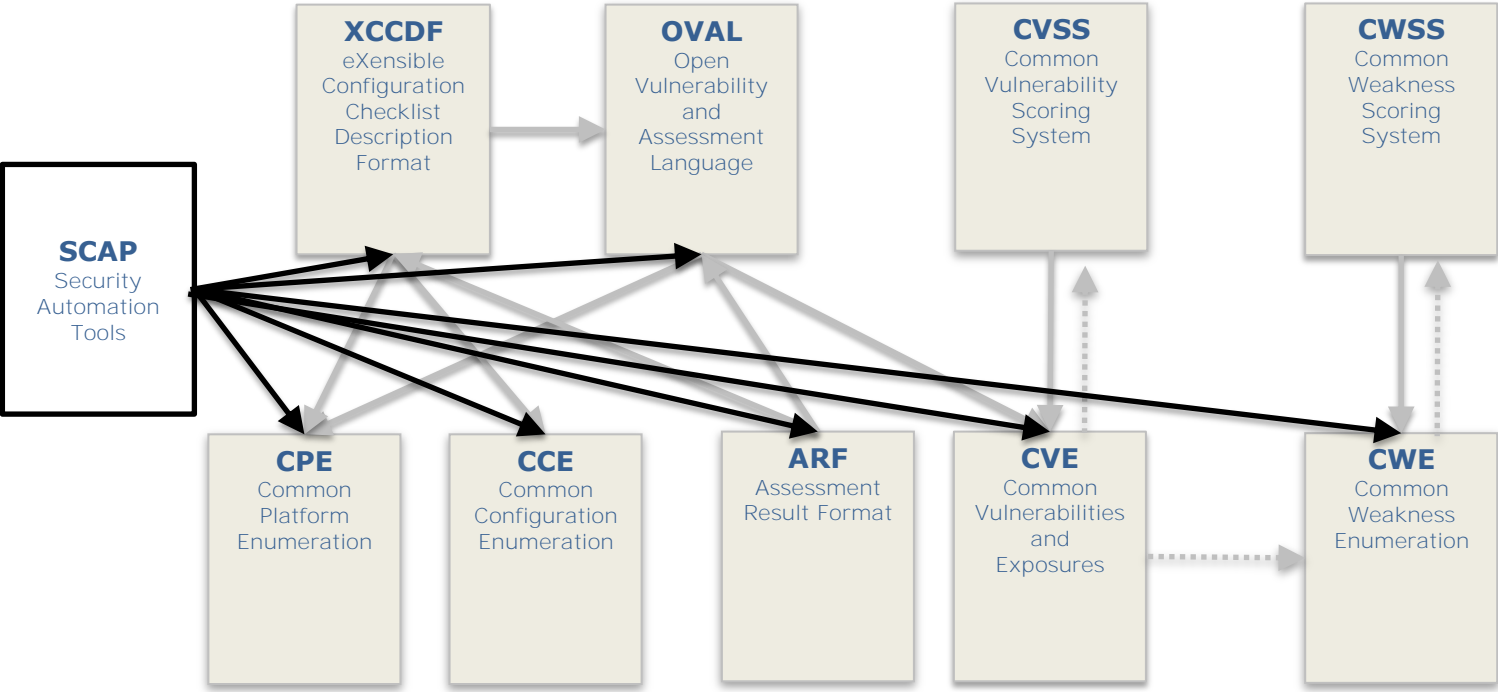 XCCDF
eXensible
Configuration
Checklist
Description
Format
OVAL
Open
Vulnerability
and
Assessment
Language
CVSS
Common
Vulnerability
Scoring
System
CWSS
Common
Weakness
Scoring
System
SCAP
Security
Automation
Tools
CPE
Common
Platform
Enumeration
CCE
Common
Configuration
Enumeration
ARF
Assessment
Result Format
CVE
Common
Vulnerabilities
and
Exposures
CWE
Common
Weakness
Enumeration